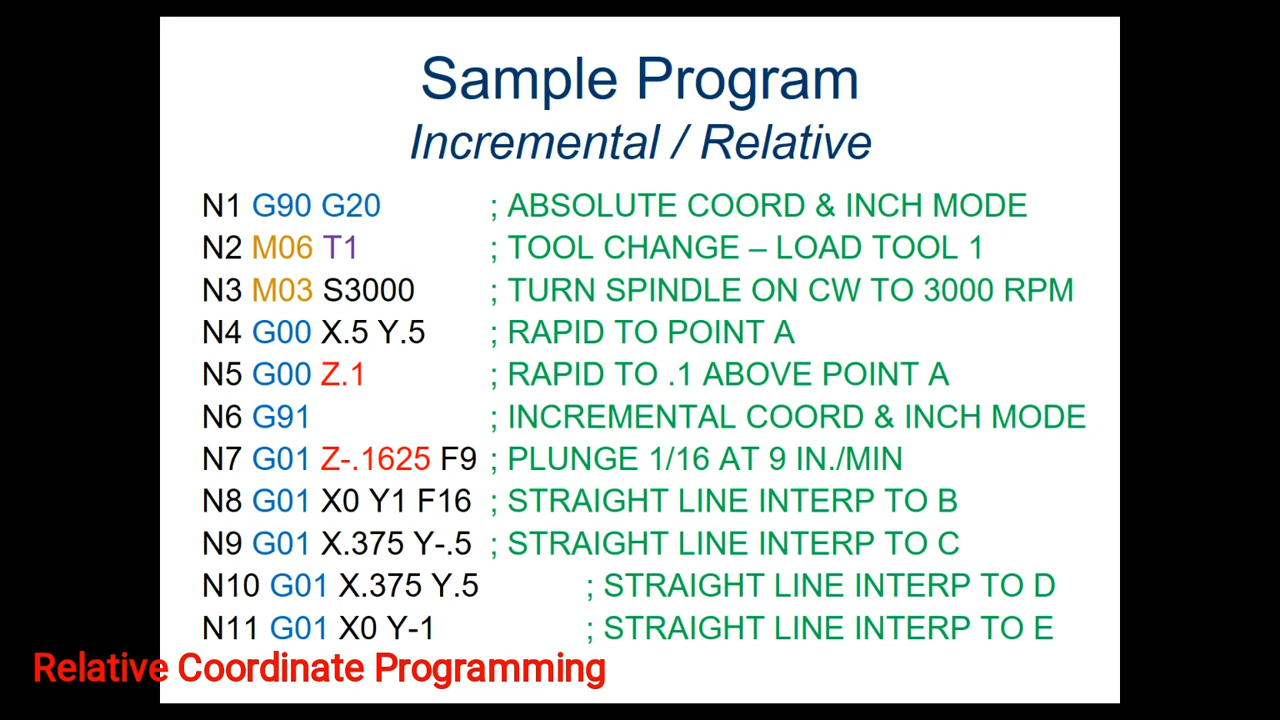 Sample Program
Incremental / Relative
N1 G90 G20 ; ABSOLUTE COORD & INCH MODE
N2 M06 T1 ; TOOL CHANGE – LOAD TOOL 1
N3 M03 S3000 ; TURN SPINDLE ON CW TO 3000 RPM
N4 G00 X.5 Y.5 ; RAPID TO POINT A
N5 G00 Z.1 ; RAPID TO .1 ABOVE POINT A
N6 G91 ; INCREMENTAL COORD & INCH MODE
N7 G01 Z-.1625 F9 ; PLUNGE 1/16 AT 9 IN./MIN
N8 G01 X0 Y1 F16 ; STRAIGHT LINE INTERP TO B
N9 G01 X.375 Y-.5 ; STRAIGHT LINE INTERP TO C
N10 G01 X.375 Y.5 ; STRAIGHT LINE INTERP TO D
N11 G01 X0 Y-1 ; STRAIGHT LINE INTERP TO E
Relative Coordinate Programming